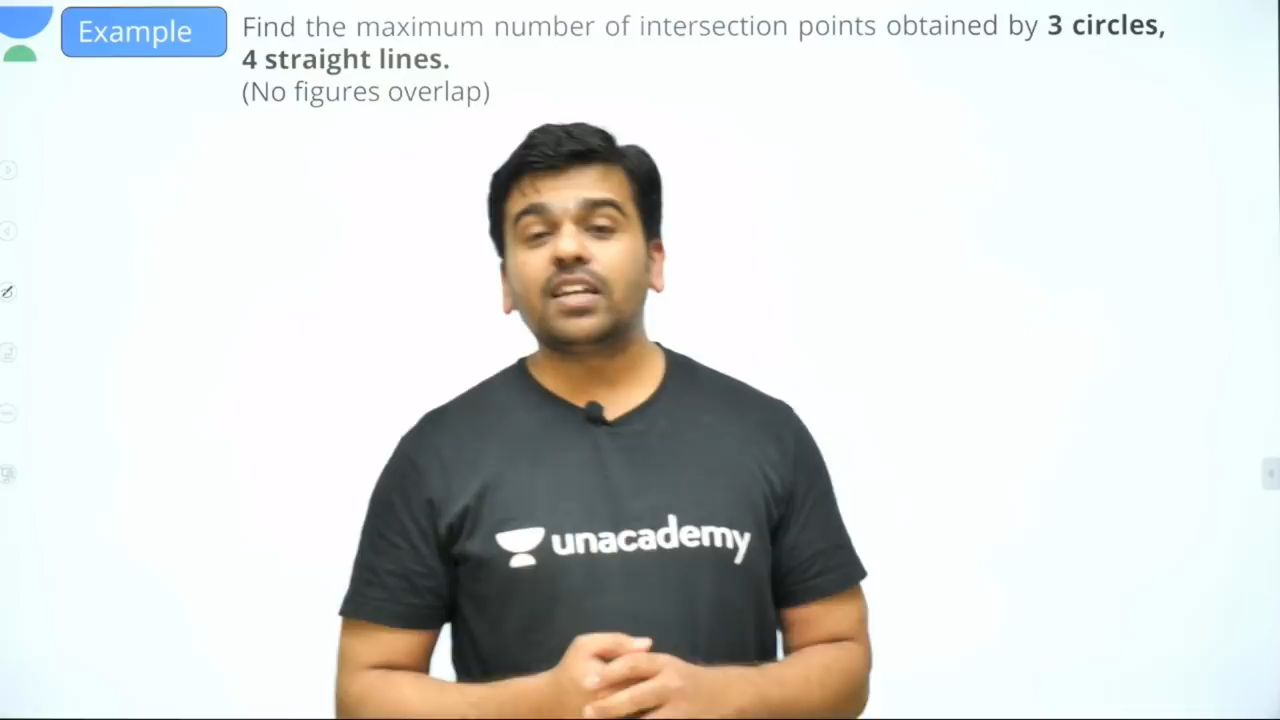 Example
Find the maximum number of intersection points obtained by 3 circles,
4 straight lines.
(No figures overlap)
unacademy